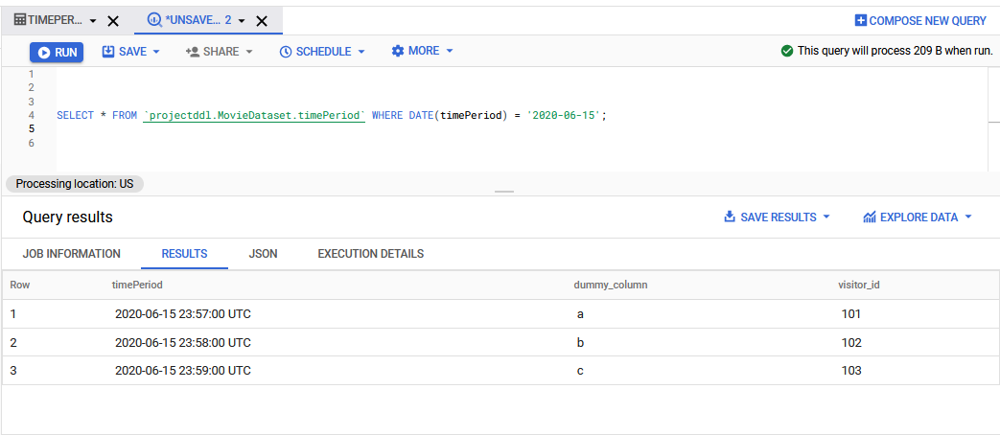 TIMEPER... *UNSAVE... 2 COMPOSE NEW QUERY
RUN SAVE SHARE SCHEDULE MORE This query will process 209 B when run.
1
2
3
4 SELECT * FROM `projectddl.MovieDataset.timePeriod` WHERE DATE(timePeriod) = '2020-06-15';
5
6
Processing location: US
Query results SAVE RESULTS EXPLORE DATA
JOB INFORMATION RESULTS JSON EXECUTION DETAILS
Row timePeriod dummy_column visitor_id
1 2020-06-15 23:57:00 UTC a 101
2 2020-06-15 23:58:00 UTC b 102
3 2020-06-15 23:59:00 UTC c 103